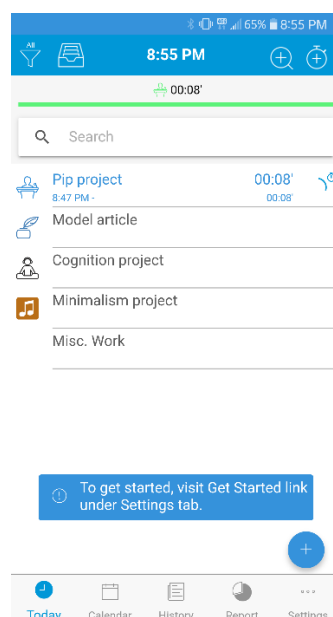 65% 8:55 PM
All
8:55 PM
00:08'
Search
Pip project 00:08'
8:47 PM - 00:08'
Model article
Cognition project
Minimalism project
Misc. Work
To get started, visit Get Started link
under Settings tab.
Today Calendar History Report Settings